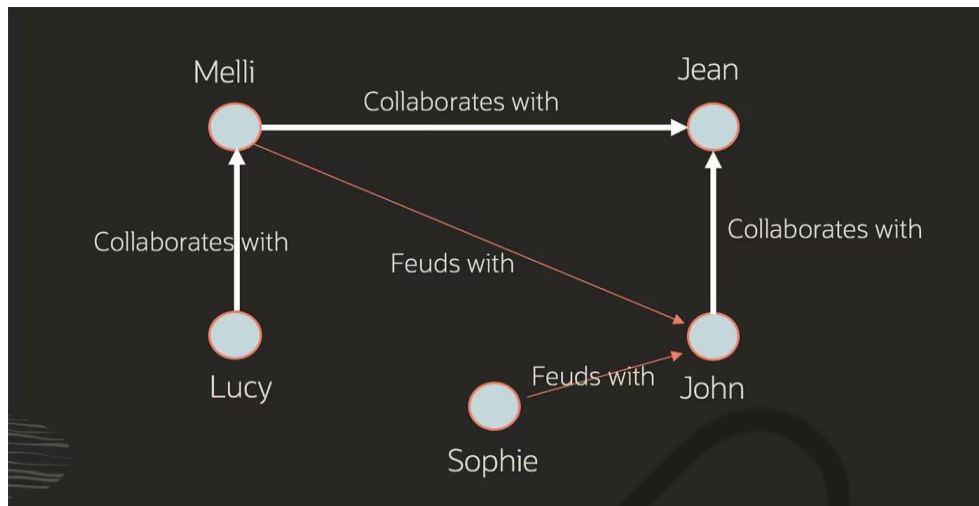 Melli
Jean
Collaborates with
Collaborates with
Collaborates with
Feuds with
Feuds with
Lucy
John
Sophie